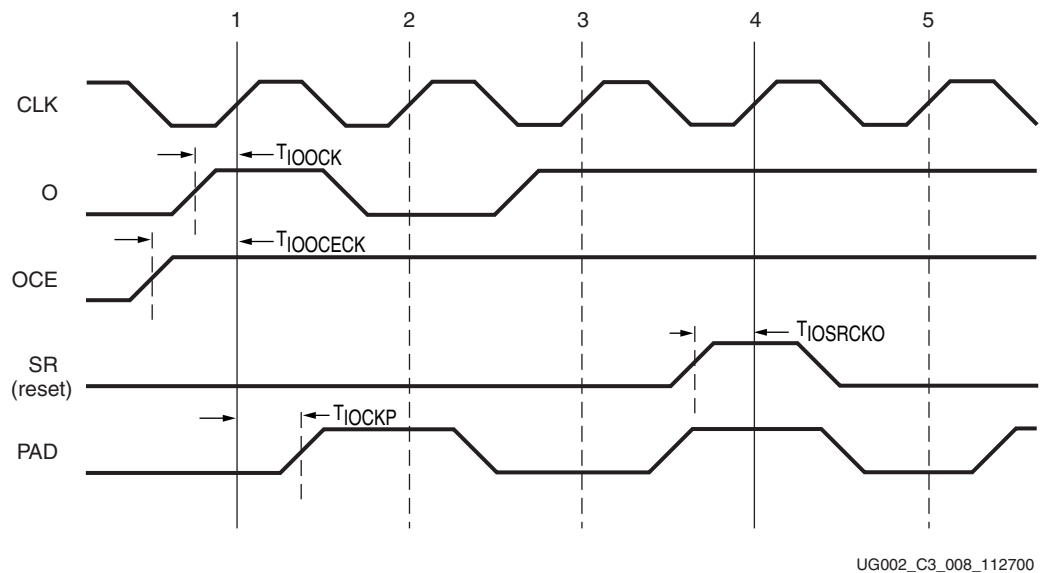 1 2 3 4 5
CLK
TIOOCK
O
TIOOCECK
OCE
TIOSRCKO
SR
(reset)
TIOCKP
PAD
UG002_C3_008_112700